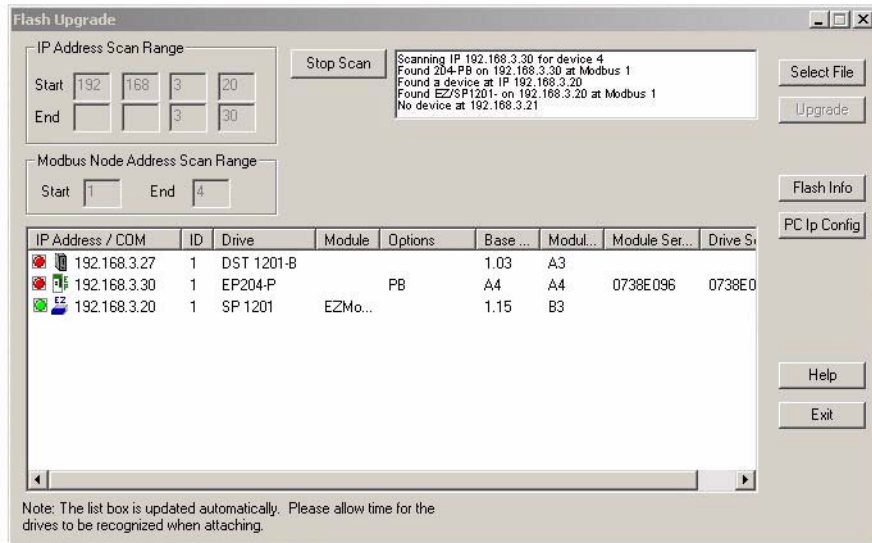 Flash Upgrade
IP Address Scan Range
Start 192 168 3 20
End 3 30
Stop Scan
Scanning IP 192.168.3.30 for device 4
Found 204-PB on 192.168.3.30 at Modbus 1
Found a device at IP 192.168.3.20
Found EZ/SP1201- on 192.168.3.20 at Modbus 1
No device at 192.168.3.21
Select File
Upgrade
Modbus Node Address Scan Range
Start 1 End 4
Flash Info
PC Ip Config
IP Address / COM ID Drive Module Options Base ... Modul... Module Ser... Drive Se
192.168.3.27 1 DST 1201-B 1.03 A3
192.168.3.30 1 EP204-P PB A4 A4 0738E096 0738E0
EZ 192.168.3.20 1 SP 1201 EZMo... 1.15 B3
Help
Exit
Note: The list box is updated automatically. Please allow time for the
drives to be recognized when attaching.